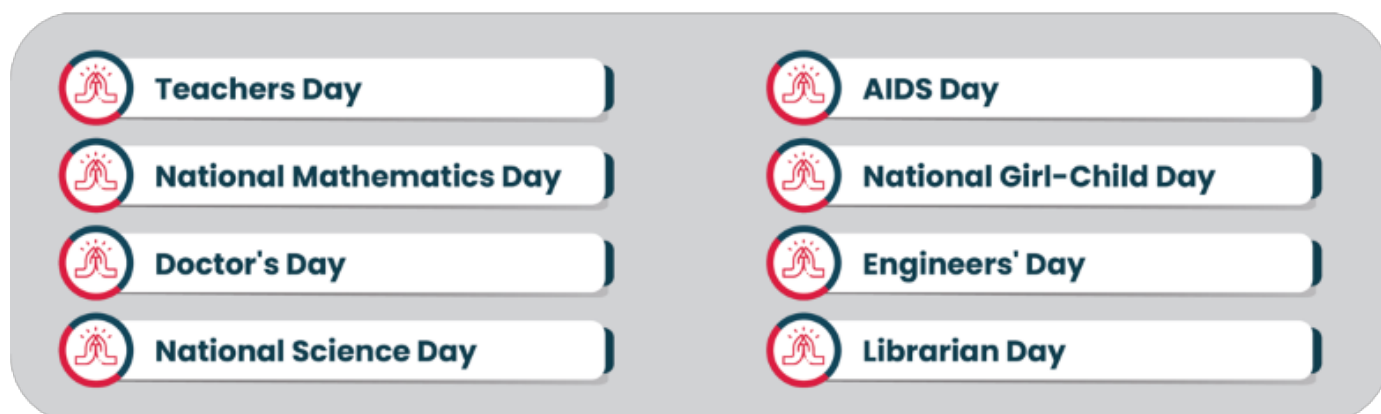 Teachers Day
National Mathematics Day
Doctor's Day
National Science Day
AIDS Day
National Girl-Child Day
Engineers' Day
Librarian Day